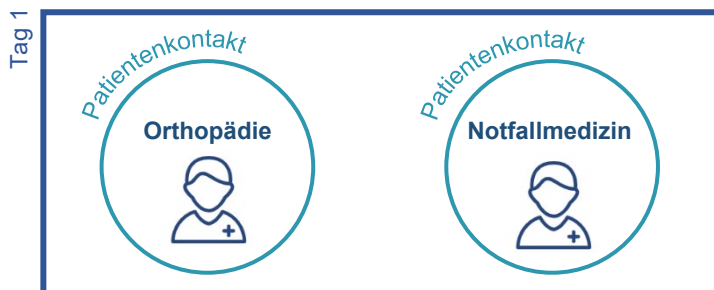 Tag 1
Patientenkontakt
Orthopädie
Patientenkontakt
Notfallmedizin